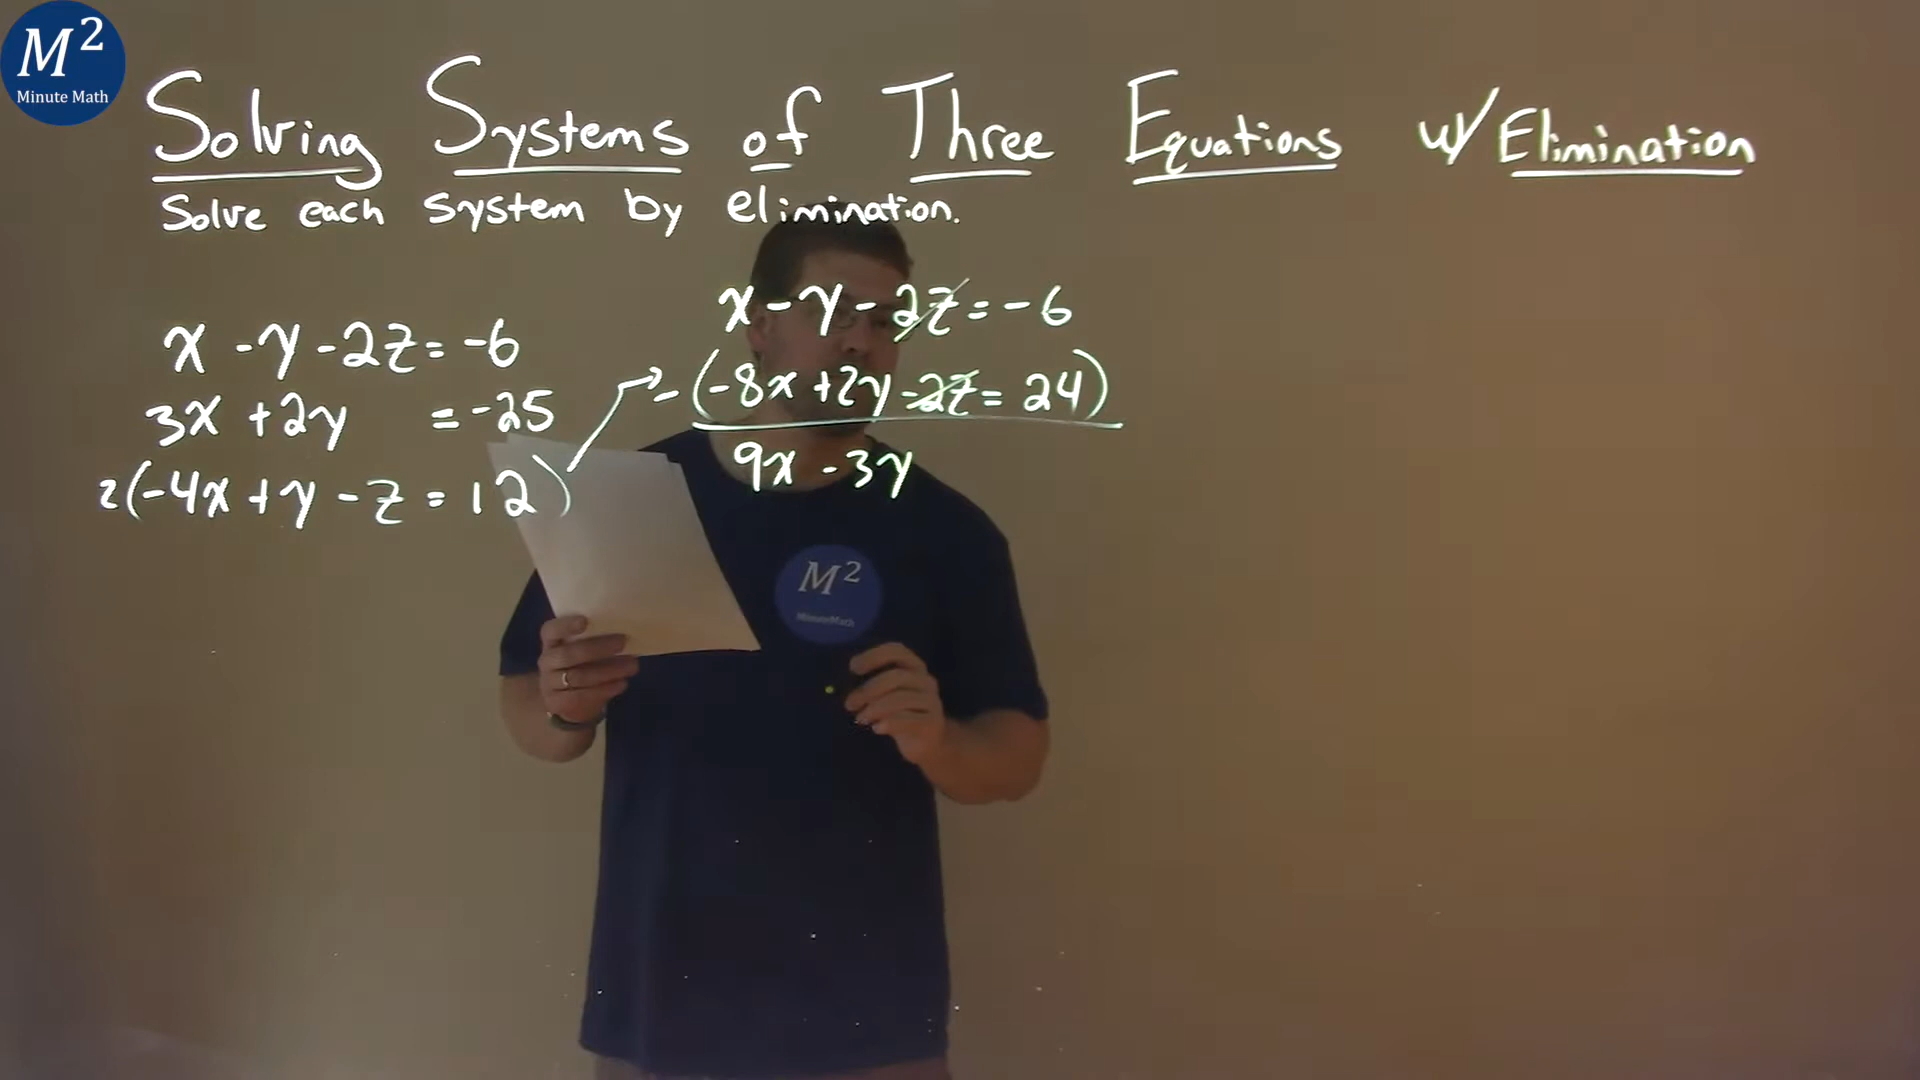 M²
Minute Math
Solving Systems of Three Equations w/ Elimination
Solve each system by elimination.
x - y - 2z = -6
3x + 2y = -25
2(-4x + y - z = 12)
x - y - 2z = -6
-(-8x + 2y - 2z = 24)
9x - 3y
M²
MinuteMath